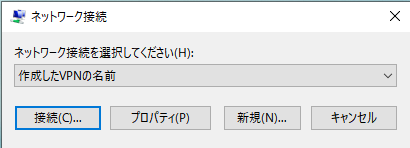 ネットワーク接続
ネットワーク接続を選択してください(H):
作成したVPNの名前
接続(C)... プロパティ(P) 新規(N)... キャンセル